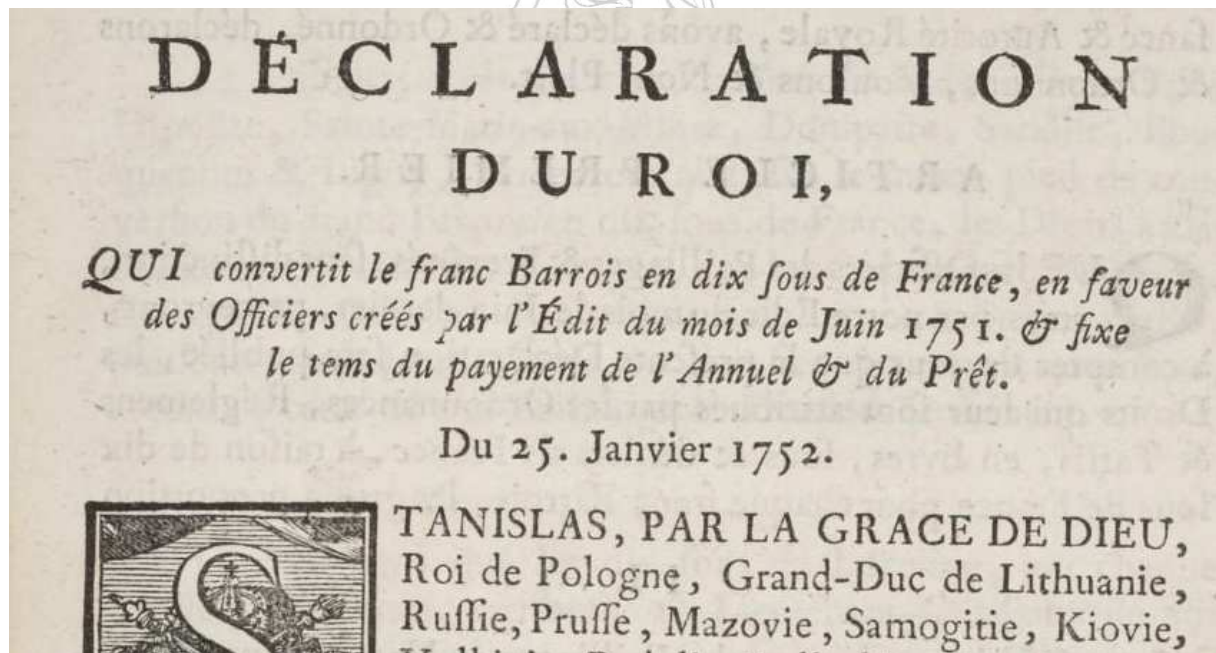 DÉCLARATION
DU ROI,
QUI convertit le franc Barrois en dix ſous de France, en faveur
des Officiers créés par l'Édit du mois de Juin 1751. & fixe
le tems du payement de l'Annuel & du Prêt.
Du 25. Janvier 1752.
STANISLAS, PAR LA GRACE DE DIEU,
Roi de Pologne, Grand-Duc de Lithuanie,
Ruſſie, Pruſſe, Mazovie, Samogitie, Kiovie,